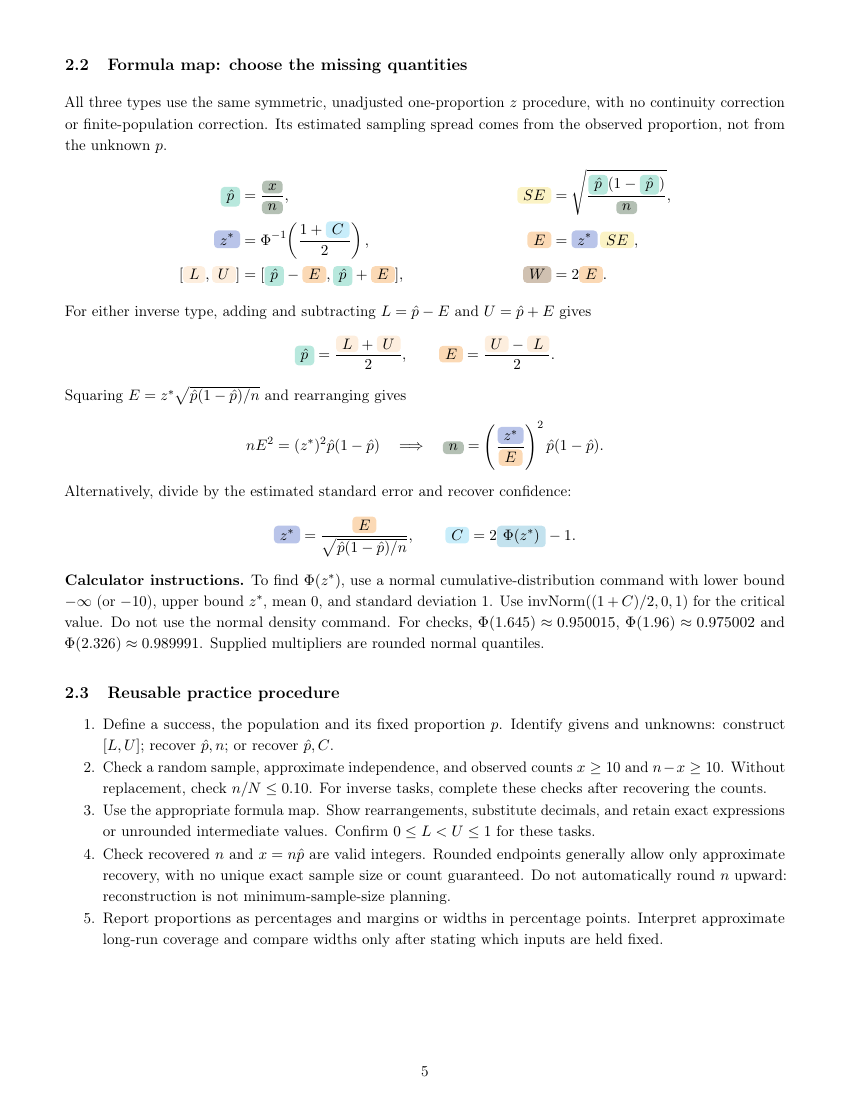 2.2 Formula map: choose the missing quantities
All three types use the same symmetric, unadjusted one-proportion z procedure, with no continuity correction
or finite-population correction. Its estimated sampling spread comes from the observed proportion, not from
the unknown p.
p̂ = x/n, SE = √(p̂(1 − p̂)/n),
z* = Φ⁻¹((1 + C)/2), E = z* SE,
[L, U] = [p̂ − E, p̂ + E], W = 2E.
For either inverse type, adding and subtracting L = p̂ − E and U = p̂ + E gives
p̂ = (L + U)/2, E = (U − L)/2.
Squaring E = z*√(p̂(1 − p̂)/n) and rearranging gives
nE² = (z*)²p̂(1 − p̂) ⟹ n = (z*/E)² p̂(1 − p̂).
Alternatively, divide by the estimated standard error and recover confidence:
z* = E/√(p̂(1 − p̂)/n), C = 2Φ(z*) − 1.
Calculator instructions. To find Φ(z*), use a normal cumulative-distribution command with lower bound
−∞ (or −10), upper bound z*, mean 0, and standard deviation 1. Use invNorm((1 + C)/2, 0, 1) for the critical
value. Do not use the normal density command. For checks, Φ(1.645) ≈ 0.950015, Φ(1.96) ≈ 0.975002 and
Φ(2.326) ≈ 0.989991. Supplied multipliers are rounded normal quantiles.
2.3 Reusable practice procedure
1. Define a success, the population and its fixed proportion p. Identify givens and unknowns: construct
[L, U]; recover p̂, n; or recover p̂, C.
2. Check a random sample, approximate independence, and observed counts x ≥ 10 and n−x ≥ 10. Without
replacement, check n/N ≤ 0.10. For inverse tasks, complete these checks after recovering the counts.
3. Use the appropriate formula map. Show rearrangements, substitute decimals, and retain exact expressions
or unrounded intermediate values. Confirm 0 ≤ L < U ≤ 1 for these tasks.
4. Check recovered n and x = np̂ are valid integers. Rounded endpoints generally allow only approximate
recovery, with no unique exact sample size or count guaranteed. Do not automatically round n upward:
reconstruction is not minimum-sample-size planning.
5. Report proportions as percentages and margins or widths in percentage points. Interpret approximate
long-run coverage and compare widths only after stating which inputs are held fixed.
5